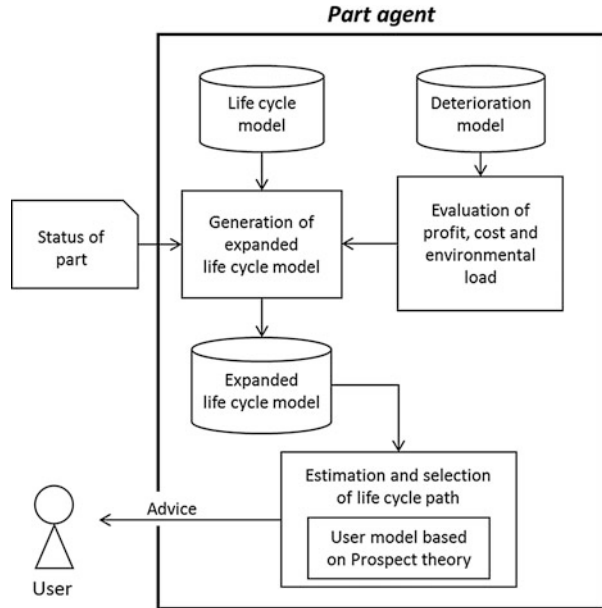 Part agent
Life cycle
model
Deterioration
model
Status of
part
Generation of
expanded
life cycle model
Evaluation of
profit, cost and
environmental
load
Expanded
life cycle model
Estimation and selection
of life cycle path
User model based
on Prospect theory
Advice
User